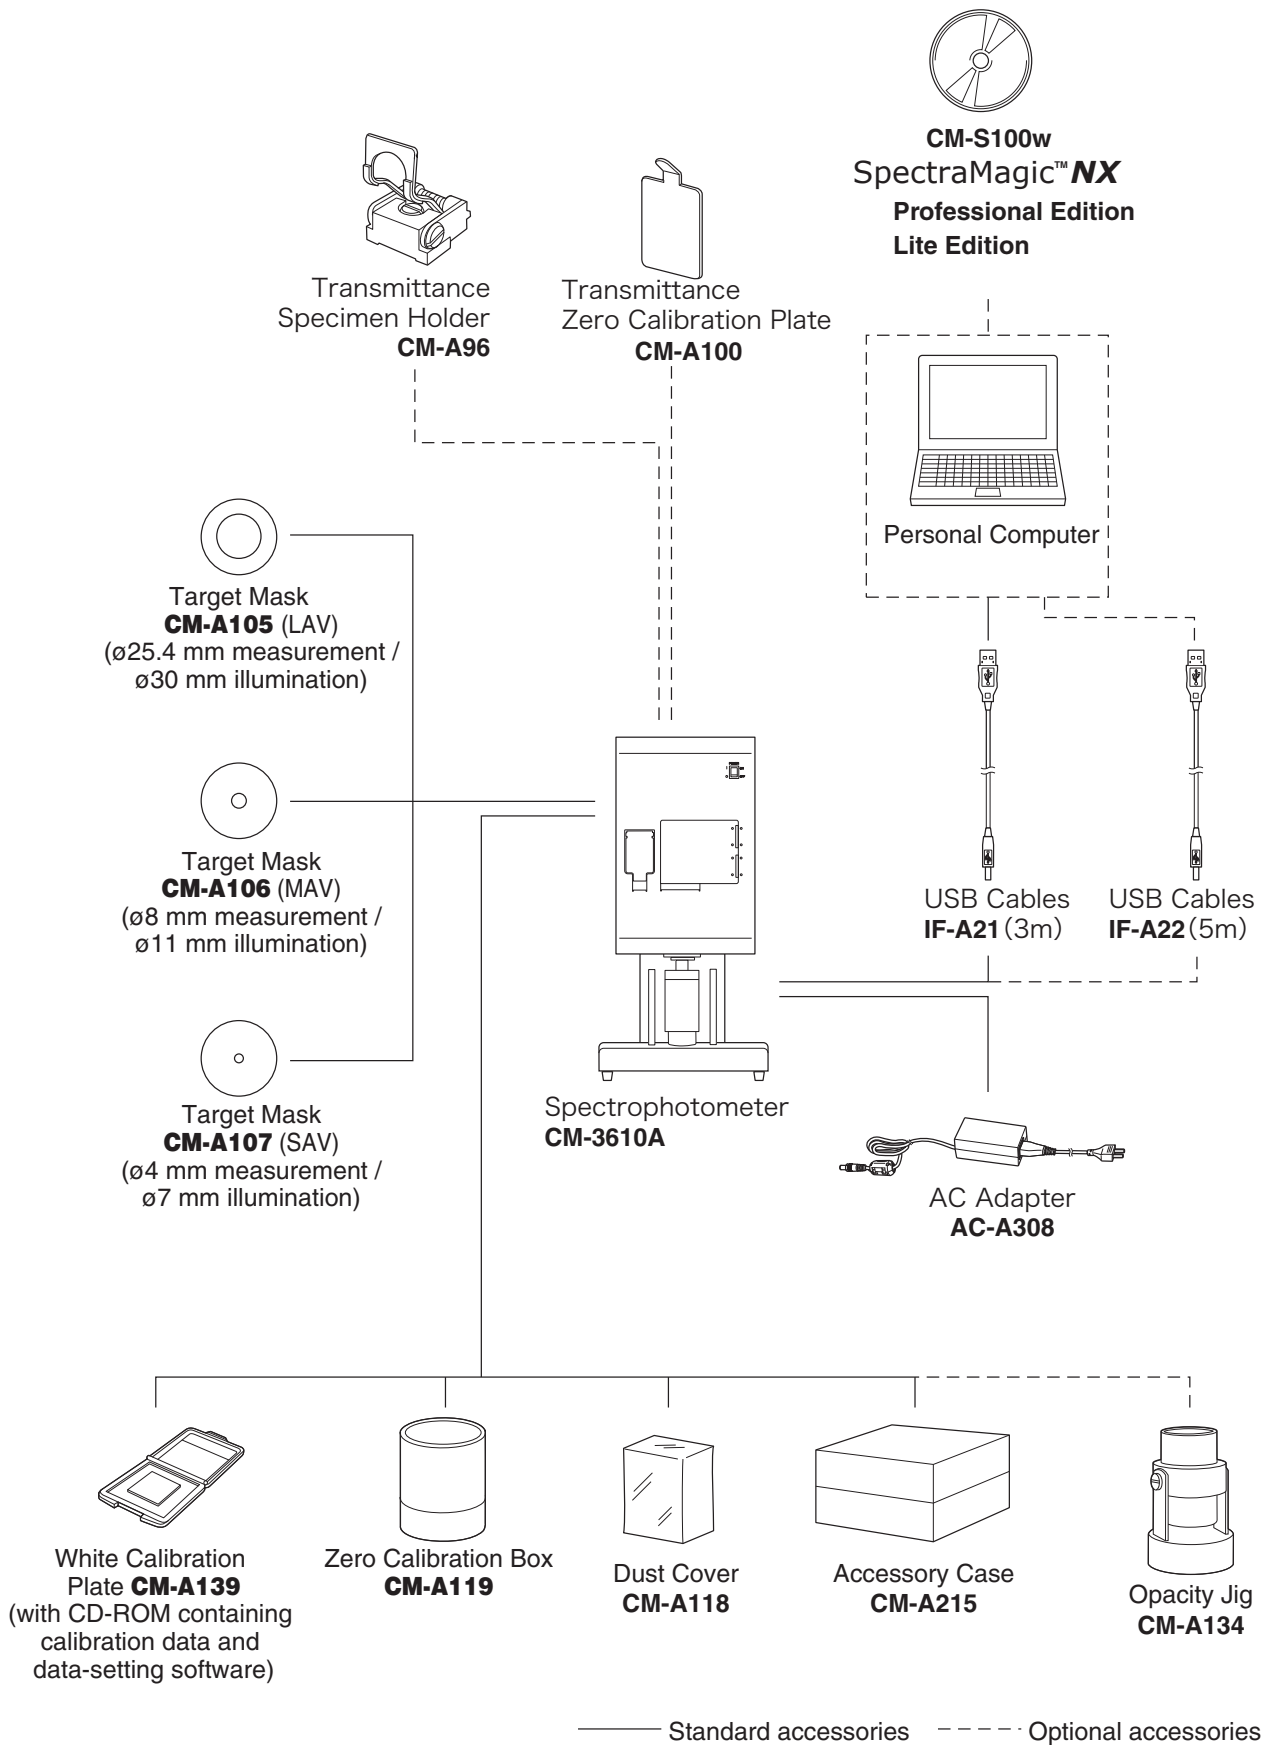 CM-S100w
SpectraMagic™NX
Professional Edition
Lite Edition
Transmittance
Specimen Holder
CM-A96
Transmittance
Zero Calibration Plate
CM-A100
Personal Computer
Target Mask
CM-A105 (LAV)
(ø25.4 mm measurement /
ø30 mm illumination)
Target Mask
CM-A106 (MAV)
(ø8 mm measurement /
ø11 mm illumination)
USB Cables
IF-A21 (3m)
USB Cables
IF-A22 (5m)
Target Mask
CM-A107 (SAV)
(ø4 mm measurement /
ø7 mm illumination)
Spectrophotometer
CM-3610A
AC Adapter
AC-A308
White Calibration
Plate CM-A139
(with CD-ROM containing
calibration data and
data-setting software)
Zero Calibration Box
CM-A119
Dust Cover
CM-A118
Accessory Case
CM-A215
Opacity Jig
CM-A134
Standard accessories
Optional accessories